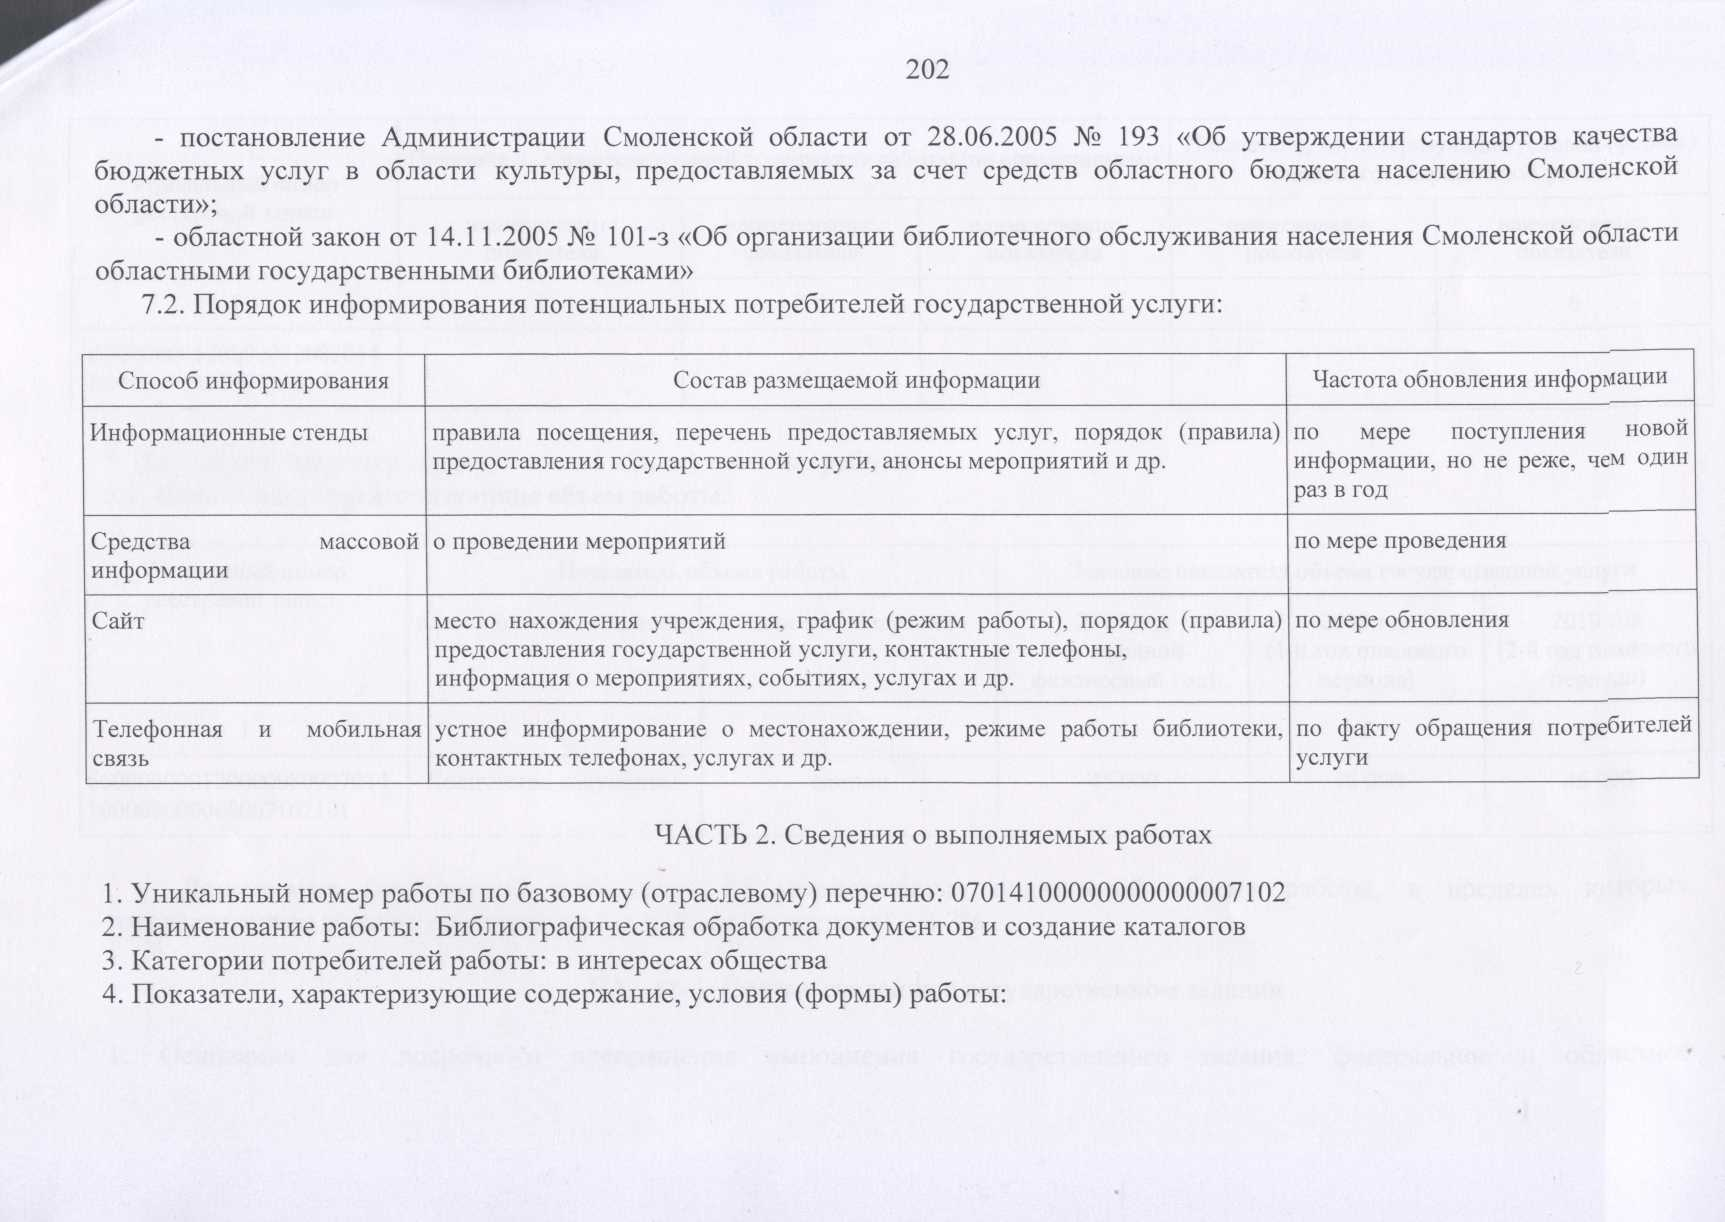 202
- постановление Администрации Смоленской области от 28.06.2005 № 193 «Об утверждении стандартов качества
бюджетных услуг в области культуры, предоставляемых за счет средств областного бюджета населению Смоленской
области»;
- областной закон от 14.11.2005 № 101-з «Об организации библиотечного обслуживания населения Смоленской области
областными государственными библиотеками»
7.2. Порядок информирования потенциальных потребителей государственной услуги:
Способ информирования
Состав размещаемой информации
Частота обновления информации
Информационные стенды
правила посещения, перечень предоставляемых услуг, порядок (правила)
предоставления государственной услуги, анонсы мероприятий и др.
по мере поступления новой
информации, но не реже, чем один
раз в год
Средства массовой
информации
о проведении мероприятий
по мере проведения
Сайт
место нахождения учреждения, график (режим работы), порядок (правила)
предоставления государственной услуги, контактные телефоны,
информация о мероприятиях, событиях, услугах и др.
по мере обновления
Телефонная и мобильная
связь
устное информирование о местонахождении, режиме работы библиотеки,
контактных телефонах, услугах и др.
по факту обращения потребителей
услуги
ЧАСТЬ 2. Сведения о выполняемых работах
1. Уникальный номер работы по базовому (отраслевому) перечню: 07014100000000000007102
2. Наименование работы: Библиографическая обработка документов и создание каталогов
3. Категории потребителей работы: в интересах общества
4. Показатели, характеризующие содержание, условия (формы) работы: